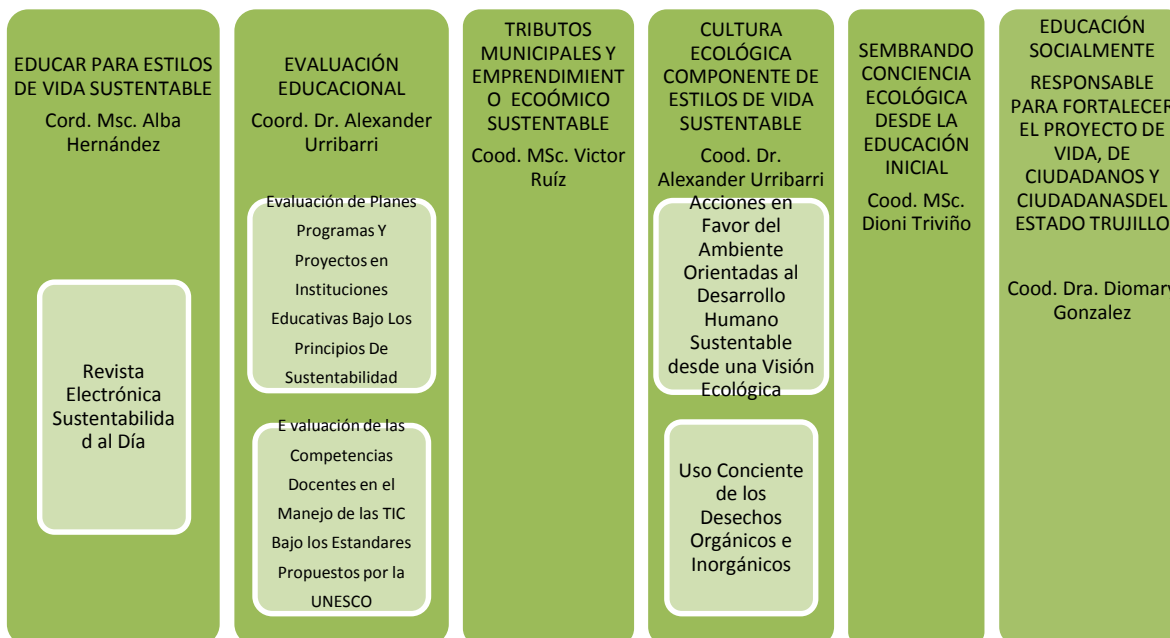 EDUCAR PARA ESTILOS
DE VIDA SUSTENTABLE
Cord. Msc. Alba
Hernández
Revista
Electrónica
Sustentabilida
d al Día
EVALUACIÓN
EDUCACIONAL
Coord. Dr. Alexander
Urribarri
Evaluación de Planes
Programas Y
Proyectos en
Instituciones
Educativas Bajo Los
Principios De
Sustentabilidad
E valuación de las
Competencias
Docentes en el
Manejo de las TIC
Bajo los Estandares
Propuestos por la
UNESCO
TRIBUTOS
MUNICIPALES Y
EMPRENDIMIENT
O ECOÓMICO
SUSTENTABLE
Cood. MSc. Victor
Ruíz
CULTURA
ECOLÓGICA
COMPONENTE DE
ESTILOS DE VIDA
SUSTENTABLE
Cood. Dr.
Alexander Urribarri
Acciones en
Favor del
Ambiente
Orientadas al
Desarrollo
Humano
Sustentable
desde una Visión
Ecológica
Uso Conciente
de los
Desechos
Orgánicos e
Inorgánicos
SEMBRANDO
CONCIENCIA
ECOLÓGICA
DESDE LA
EDUCACIÓN
INICIAL
Cood. MSc.
Dioni Triviño
EDUCACIÓN
SOCIALMENTE
RESPONSABLE
PARA FORTALECER
EL PROYECTO DE
VIDA, DE
CIUDADANOS Y
CIUDADANASDEL
ESTADO TRUJILLO
Cood. Dra. Diomary
Gonzalez